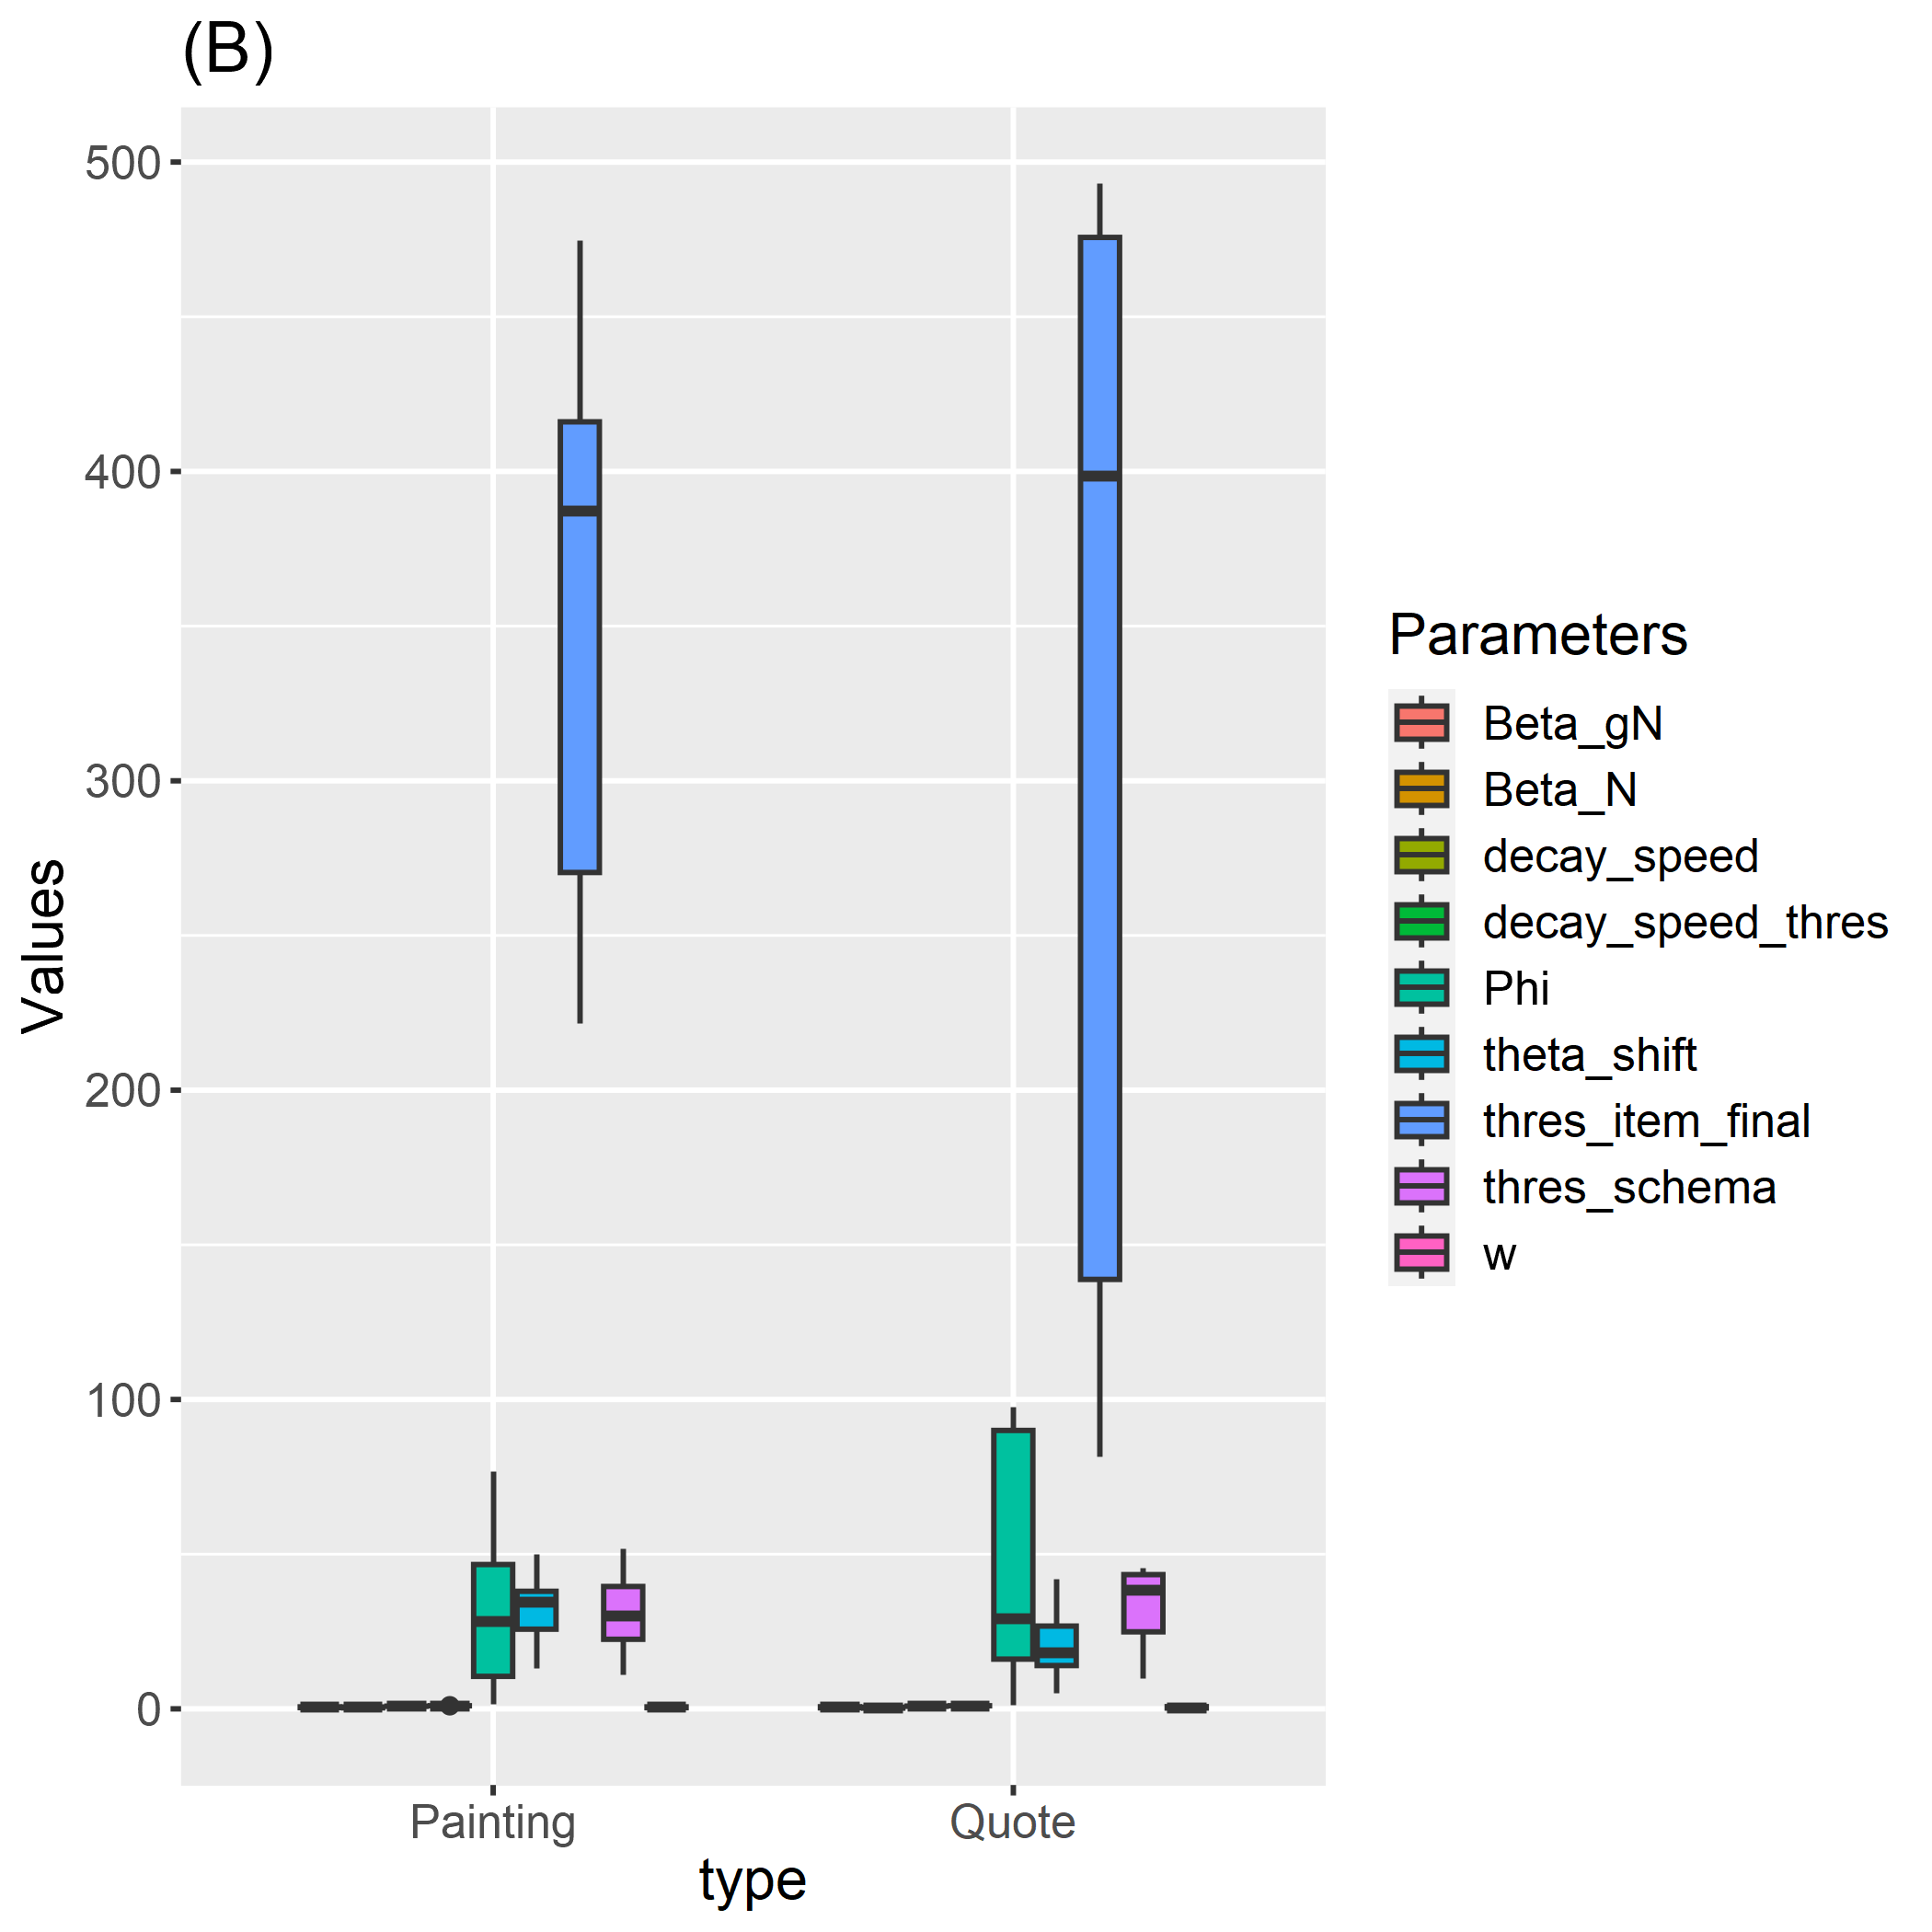 (B)
500
400
300
200
100
0
Values
Painting
Quote
type
Parameters
Beta_gN
Beta_N
decay_speed
decay_speed_thres
Phi
theta_shift
thres_item_final
thres_schema
w